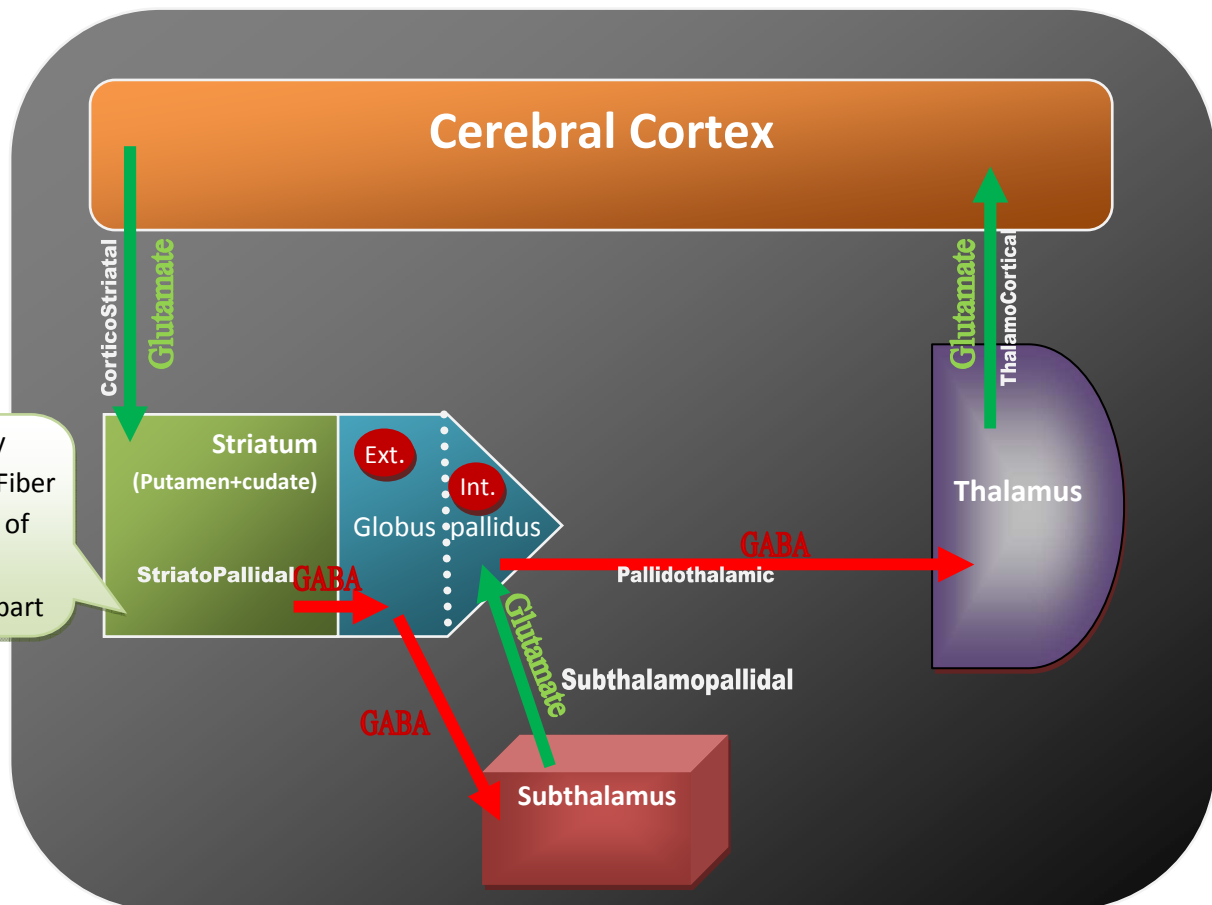 Cerebral Cortex
CorticoStriatal
Glutamate
Glutamate
ThalamoCortical
Striatum
(Putamen+cudate)
Ext.
Int.
Globus pallidus
Thalamus
Fiber
of
part
StriatoPallidal
GABA
GABA
Pallidothalamic
Glutamate
Subthalamopallidal
GABA
Subthalamus